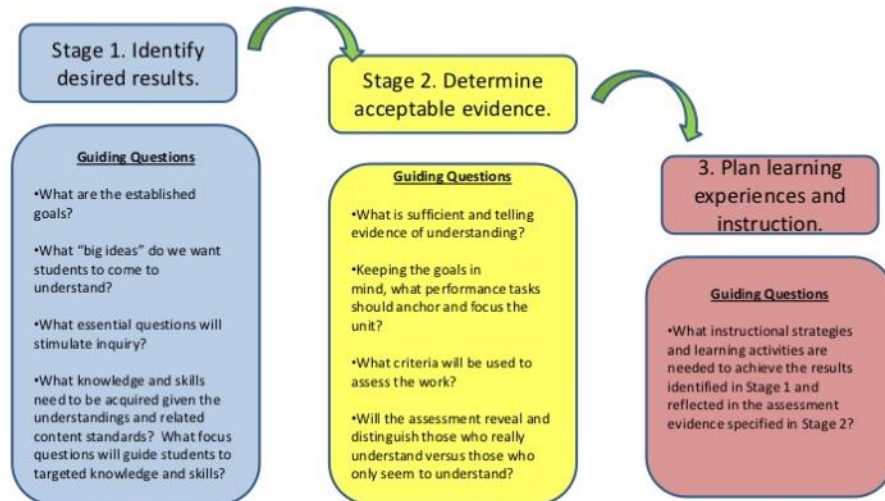 Stage 1. Identify
desired results.
Stage 2. Determine
acceptable evidence.
3. Plan learning
experiences and
instruction.
Guiding Questions
•What are the established
goals?
•What “big ideas” do we want
students to come to
understand?
•What essential questions will
stimulate inquiry?
•What knowledge and skills
need to be acquired given the
understandings and related
content standards?  What focus
questions will guide students to
targeted knowledge and skills?
Guiding Questions
•What is sufficient and telling
evidence of understanding?
•Keeping the goals in
mind, what performance tasks
should anchor and focus the
unit?
•What criteria will be used to
assess the work?
•Will the assessment reveal and
distinguish those who really
understand versus those who
only seem to understand?
Guiding Questions
•What instructional strategies
and learning activities are
needed to achieve the results
identified in Stage 1 and
reflected in the assessment
evidence specified in Stage 2?